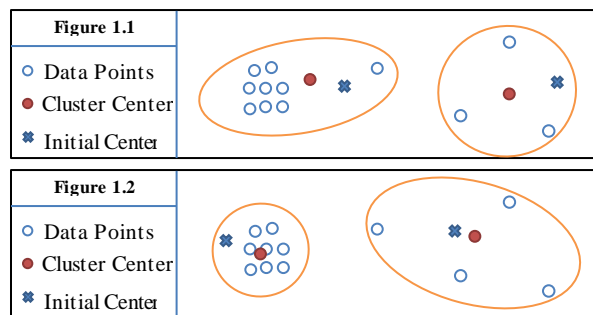 Figure 1.1
Data Points
Cluster Center
Initial Center
Figure 1.2
Data Points
Cluster Center
Initial Center